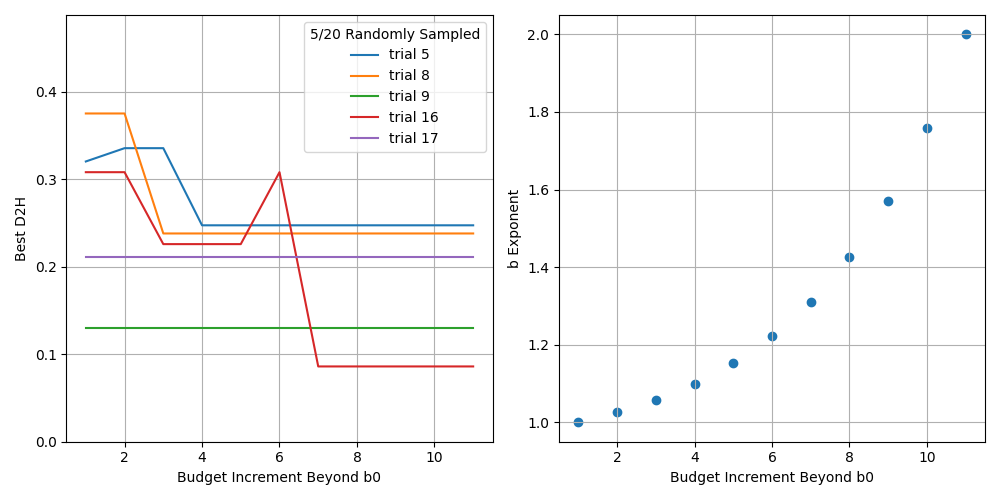 5/20 Randomly Sampled
trial 5
trial 8
trial 9
trial 16
trial 17
0.4
0.3
0.2
0.1
0.0
Best D2H
2 4 6 8 10
Budget Increment Beyond b0
2.0
1.8
1.6
1.4
1.2
1.0
b Exponent
2 4 6 8 10
Budget Increment Beyond b0